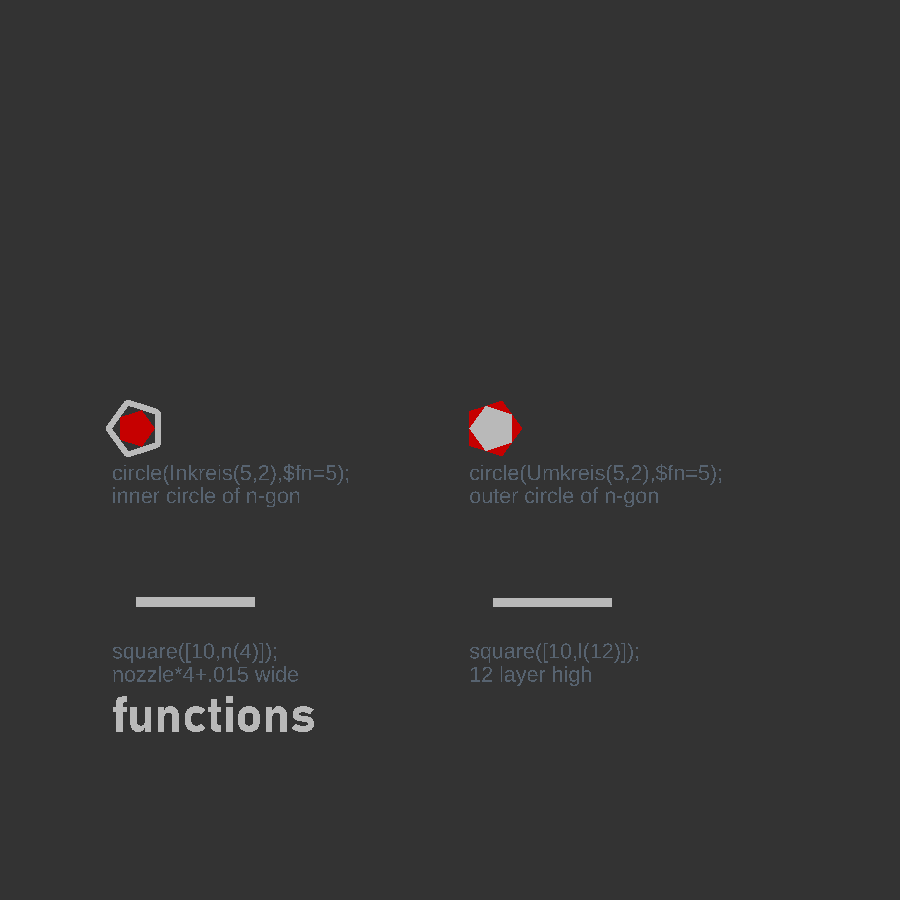 circle(Inkreis(5,2),$fn=5);
inner circle of n-gon
circle(Umkreis(5,2),$fn=5);
outer circle of n-gon
square([10,n(4)]);
nozzle*4+.015 wide
square([10,l(12)]);
12 layer high
functions